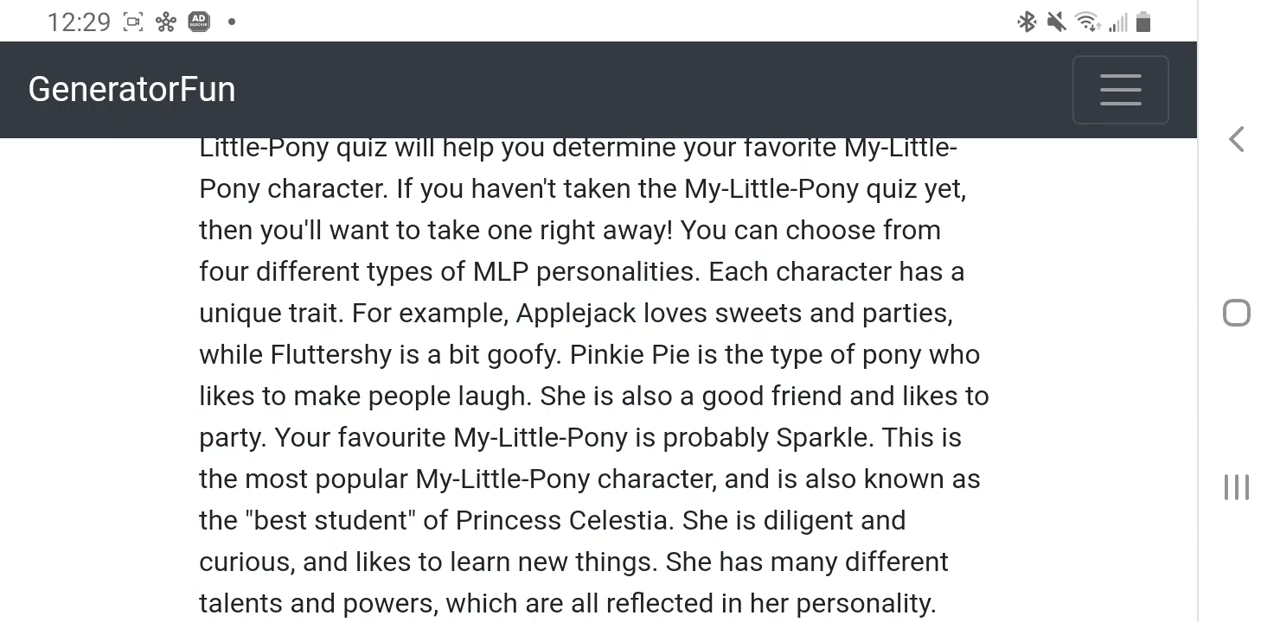 12:29
AD
BLOCKER
GeneratorFun
Little-Pony quiz will help you determine your favorite My-Little-
Pony character. If you haven't taken the My-Little-Pony quiz yet,
then you'll want to take one right away! You can choose from
four different types of MLP personalities. Each character has a
unique trait. For example, Applejack loves sweets and parties,
while Fluttershy is a bit goofy. Pinkie Pie is the type of pony who
likes to make people laugh. She is also a good friend and likes to
party. Your favourite My-Little-Pony is probably Sparkle. This is
the most popular My-Little-Pony character, and is also known as
the "best student" of Princess Celestia. She is diligent and
curious, and likes to learn new things. She has many different
talents and powers, which are all reflected in her personality.